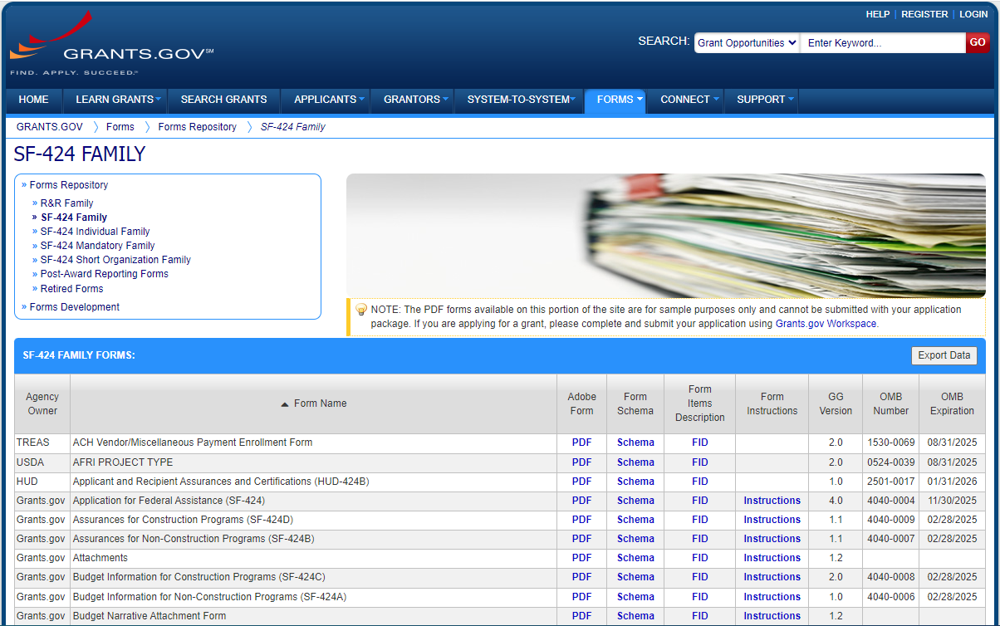 HELP | REGISTER | LOGIN
SEARCH: Grant Opportunities Enter Keyword... GO
GRANTS.GOV℠
FIND. APPLY. SUCCEED.℠
HOME LEARN GRANTS SEARCH GRANTS APPLICANTS GRANTORS SYSTEM-TO-SYSTEM FORMS CONNECT SUPPORT
GRANTS.GOV 〉 Forms 〉 Forms Repository 〉 SF-424 Family
SF-424 FAMILY
» Forms Repository
» R&R Family
» SF-424 Family
» SF-424 Individual Family
» SF-424 Mandatory Family
» SF-424 Short Organization Family
» Post-Award Reporting Forms
» Retired Forms
» Forms Development
NOTE: The PDF forms available on this portion of the site are for sample purposes only and cannot be submitted with your application
package. If you are applying for a grant, please complete and submit your application using Grants.gov Workspace.
SF-424 FAMILY FORMS: Export Data
Agency Owner ▲ Form Name Adobe Form Form Schema Form Items Description Form Instructions GG Version OMB Number OMB Expiration
TREAS ACH Vendor/Miscellaneous Payment Enrollment Form PDF Schema FID 2.0 1530-0069 08/31/2025
USDA AFRI PROJECT TYPE PDF Schema FID 2.0 0524-0039 08/31/2025
HUD Applicant and Recipient Assurances and Certifications (HUD-424B) PDF Schema FID 1.0 2501-0017 01/31/2026
Grants.gov Application for Federal Assistance (SF-424) PDF Schema FID Instructions 4.0 4040-0004 11/30/2025
Grants.gov Assurances for Construction Programs (SF-424D) PDF Schema FID Instructions 1.1 4040-0009 02/28/2025
Grants.gov Assurances for Non-Construction Programs (SF-424B) PDF Schema FID Instructions 1.1 4040-0007 02/28/2025
Grants.gov Attachments PDF Schema FID Instructions 1.2
Grants.gov Budget Information for Construction Programs (SF-424C) PDF Schema FID Instructions 2.0 4040-0008 02/28/2025
Grants.gov Budget Information for Non-Construction Programs (SF-424A) PDF Schema FID Instructions 1.0 4040-0006 02/28/2025
Grants.gov Budget Narrative Attachment Form PDF Schema FID Instructions 1.2